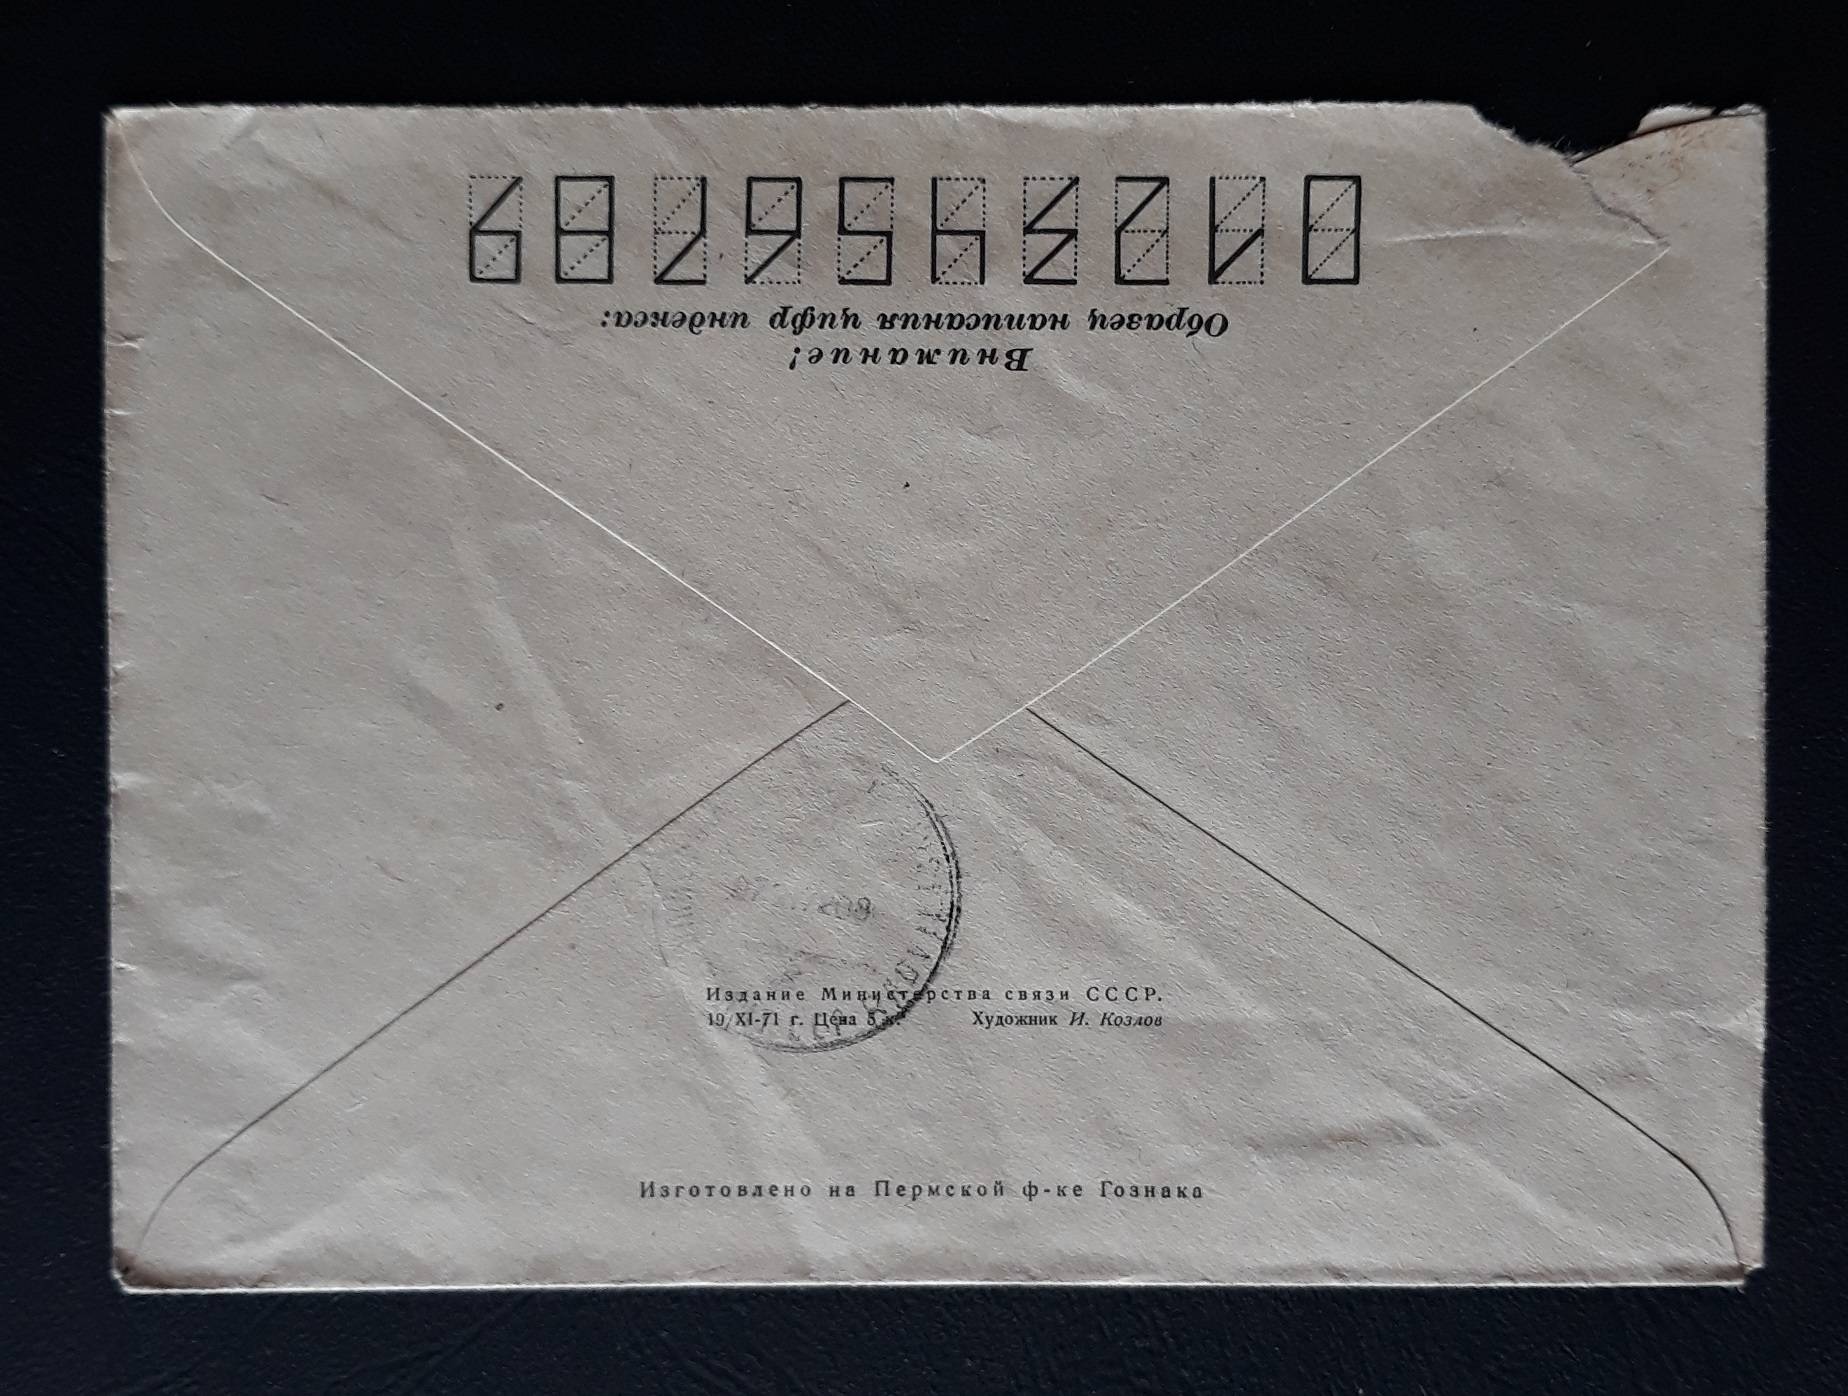 Внимание!
Образец написания цифр индекса:
0123456789
Издание Министерства связи СССР.
19/XI-71 г. Цена 5 к. Художник И. Козлов
Изготовлено на Пермской ф-ке Гознака